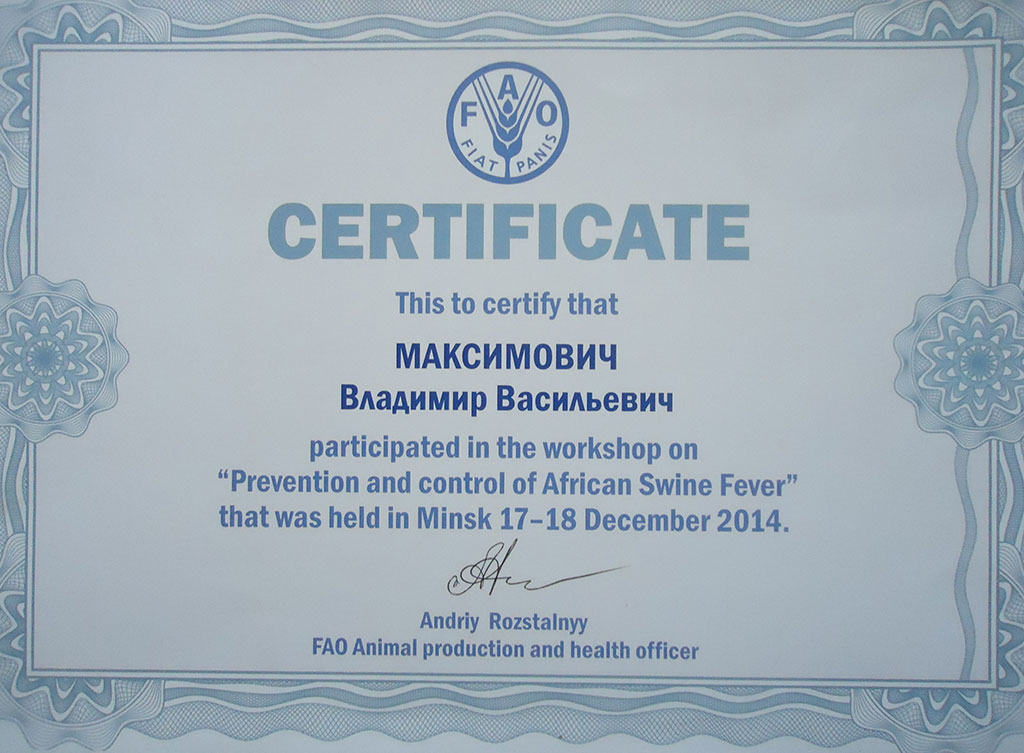 F A O
FIAT PANIS
CERTIFICATE
This to certify that
МАКСИМОВИЧ
Владимир Васильевич
participated in the workshop on
“Prevention and control of African Swine Fever”
that was held in Minsk 17–18 December 2014.
Andriy Rozstalnyy
FAO Animal production and health officer